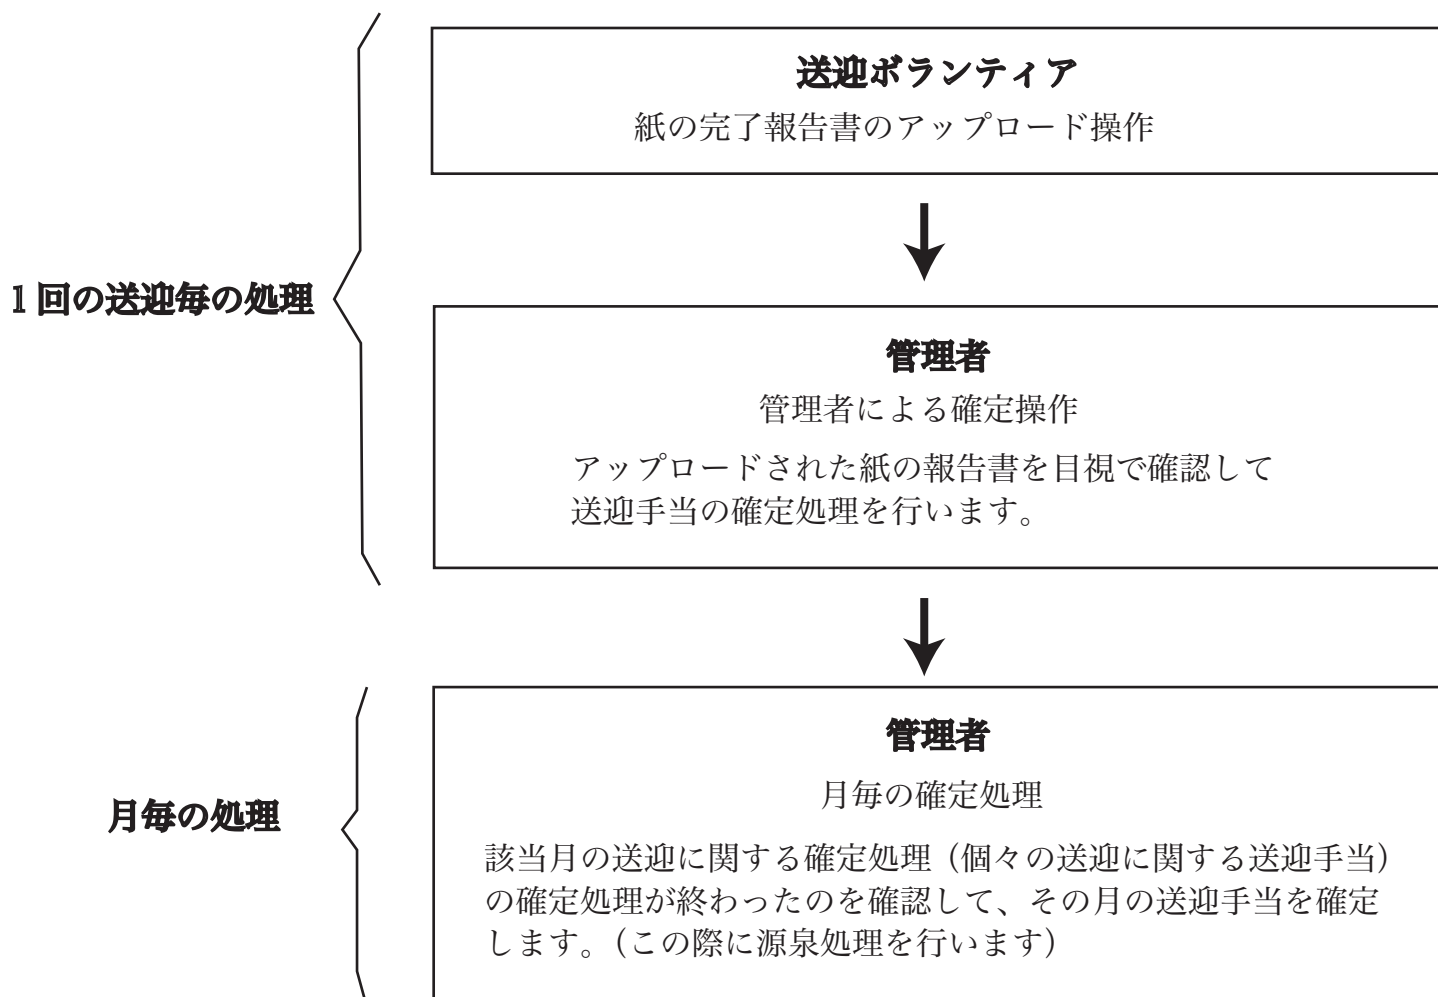 送迎ボランティア
紙の完了報告書のアップロード操作
1回の送迎毎の処理
管理者
管理者による確定操作
アップロードされた紙の報告書を目視で確認して
送迎手当の確定処理を行います。
管理者
月毎の確定処理
月毎の処理
該当月の送迎に関する確定処理（個々の送迎に関する送迎手当）
の確定処理が終わったのを確認して、その月の送迎手当を確定
します。（この際に源泉処理を行います）